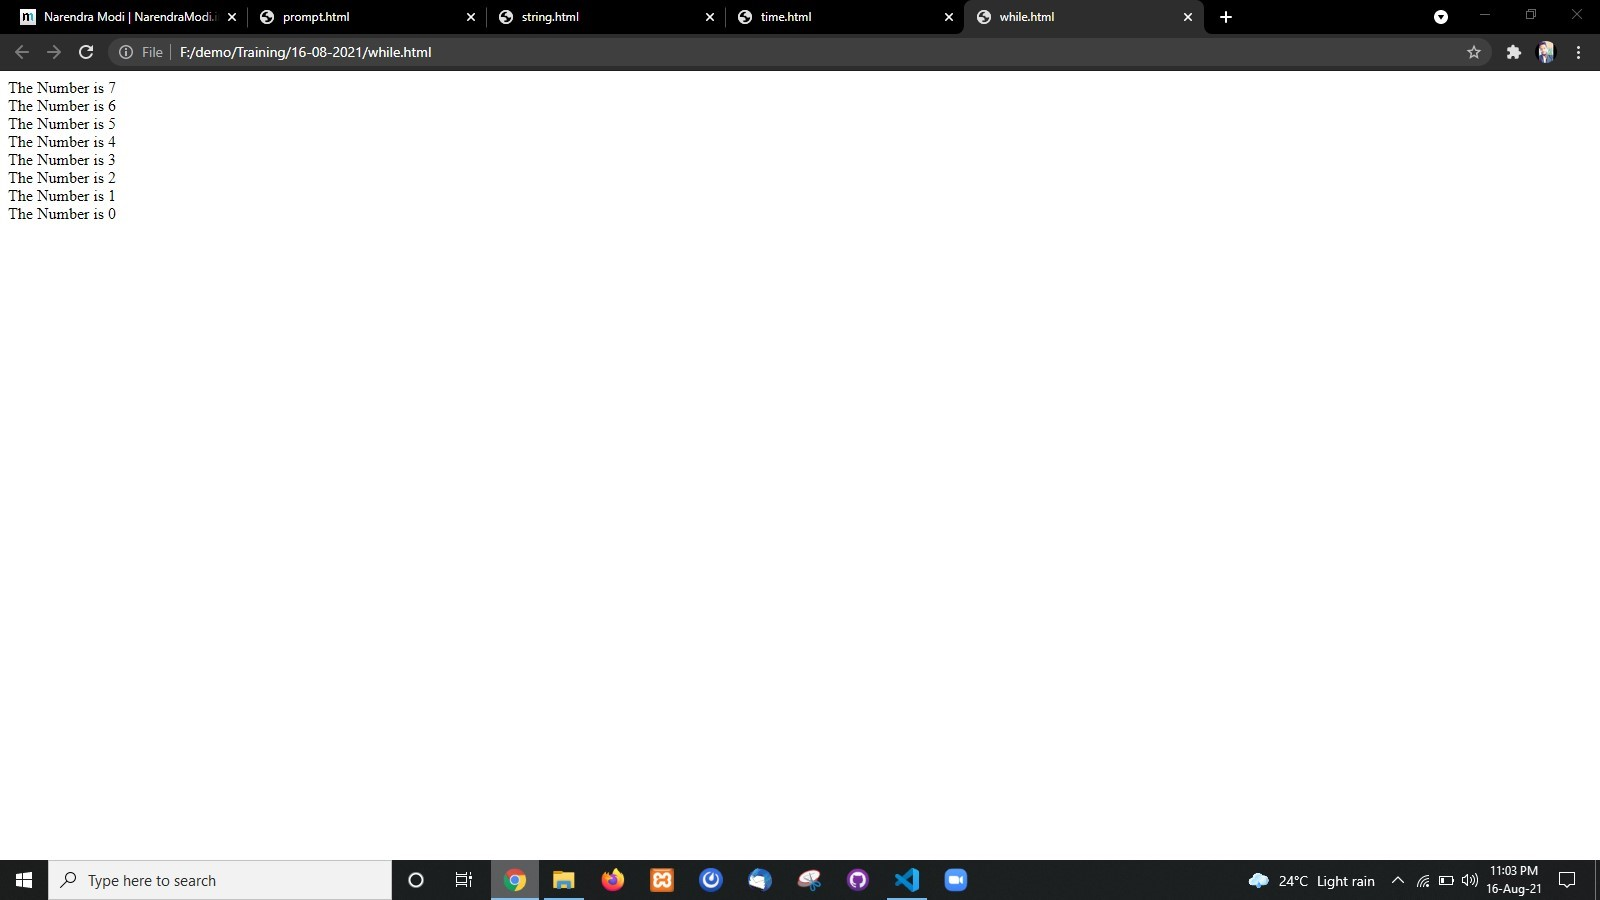 Narendra Modi | NarendraModi.i
prompt.html
string.html
time.html
while.html
File
F:/demo/Training/16-08-2021/while.html
The Number is 7
The Number is 6
The Number is 5
The Number is 4
The Number is 3
The Number is 2
The Number is 1
The Number is 0
Type here to search
24°C Light rain
11:03 PM
16-Aug-21